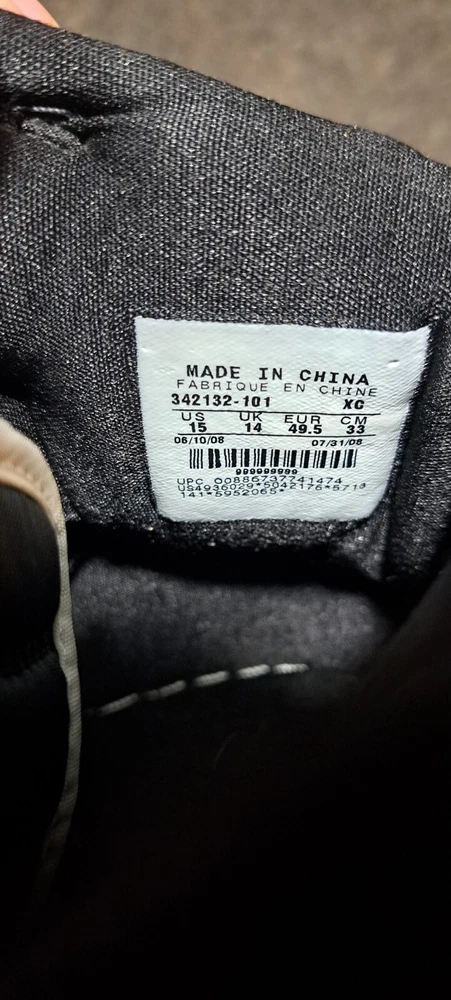 MADE IN CHINA
FABRIQUE EN CHINE
342132-101 XC
US UK EUR CM
15 14 49.5 33
06/10/08 07/31/08
999999999
UPC 00886737741474
US4936029*5042176*5713
141*5952065*